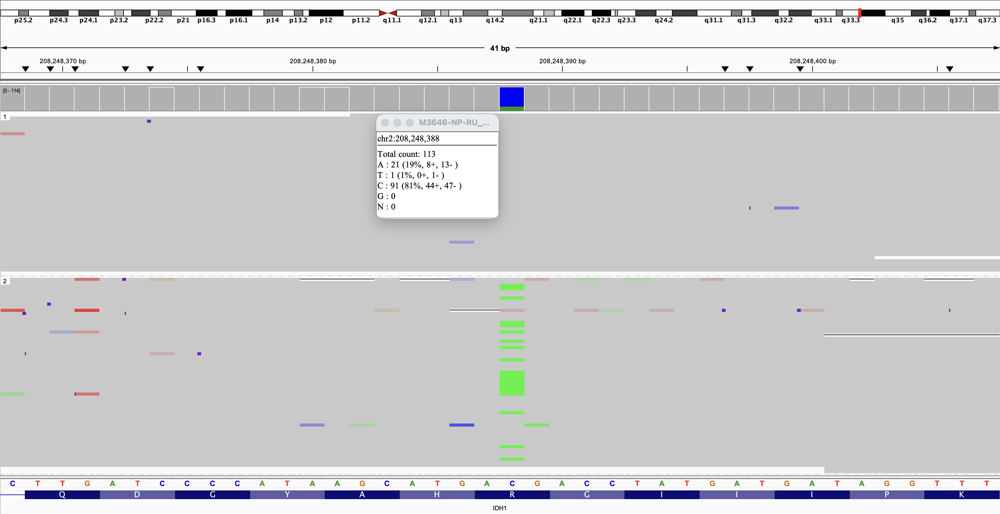 p25.2 p24.3 p24.1 p23.2 p22.2 p21 p16.3 p16.1 p14 p13.2 p12 p11.2 q11.1 q12.1 q13 q14.2 q21.1 q22.1 q22.3 q23.3 q24.2 q31.1 q31.3 q32.2 q33.1 q33.3 q35 q36.2 q37.1 q37.3
41 bp
208,248,370 bp 208,248,380 bp 208,248,390 bp 208,248,400 bp
[0 - 114]
1
M3646-NP-RU_...
chr2:208,248,388
Total count: 113
A : 21 (19%, 8+, 13- )
T : 1 (1%, 0+, 1- )
C : 91 (81%, 44+, 47- )
G : 0
N : 0
2
C T T G A T C C C C A T A A G C A T G A C G A C C T A T G A T G A T A G G T T T
Q D G Y A H R G I I I P K
IDH1